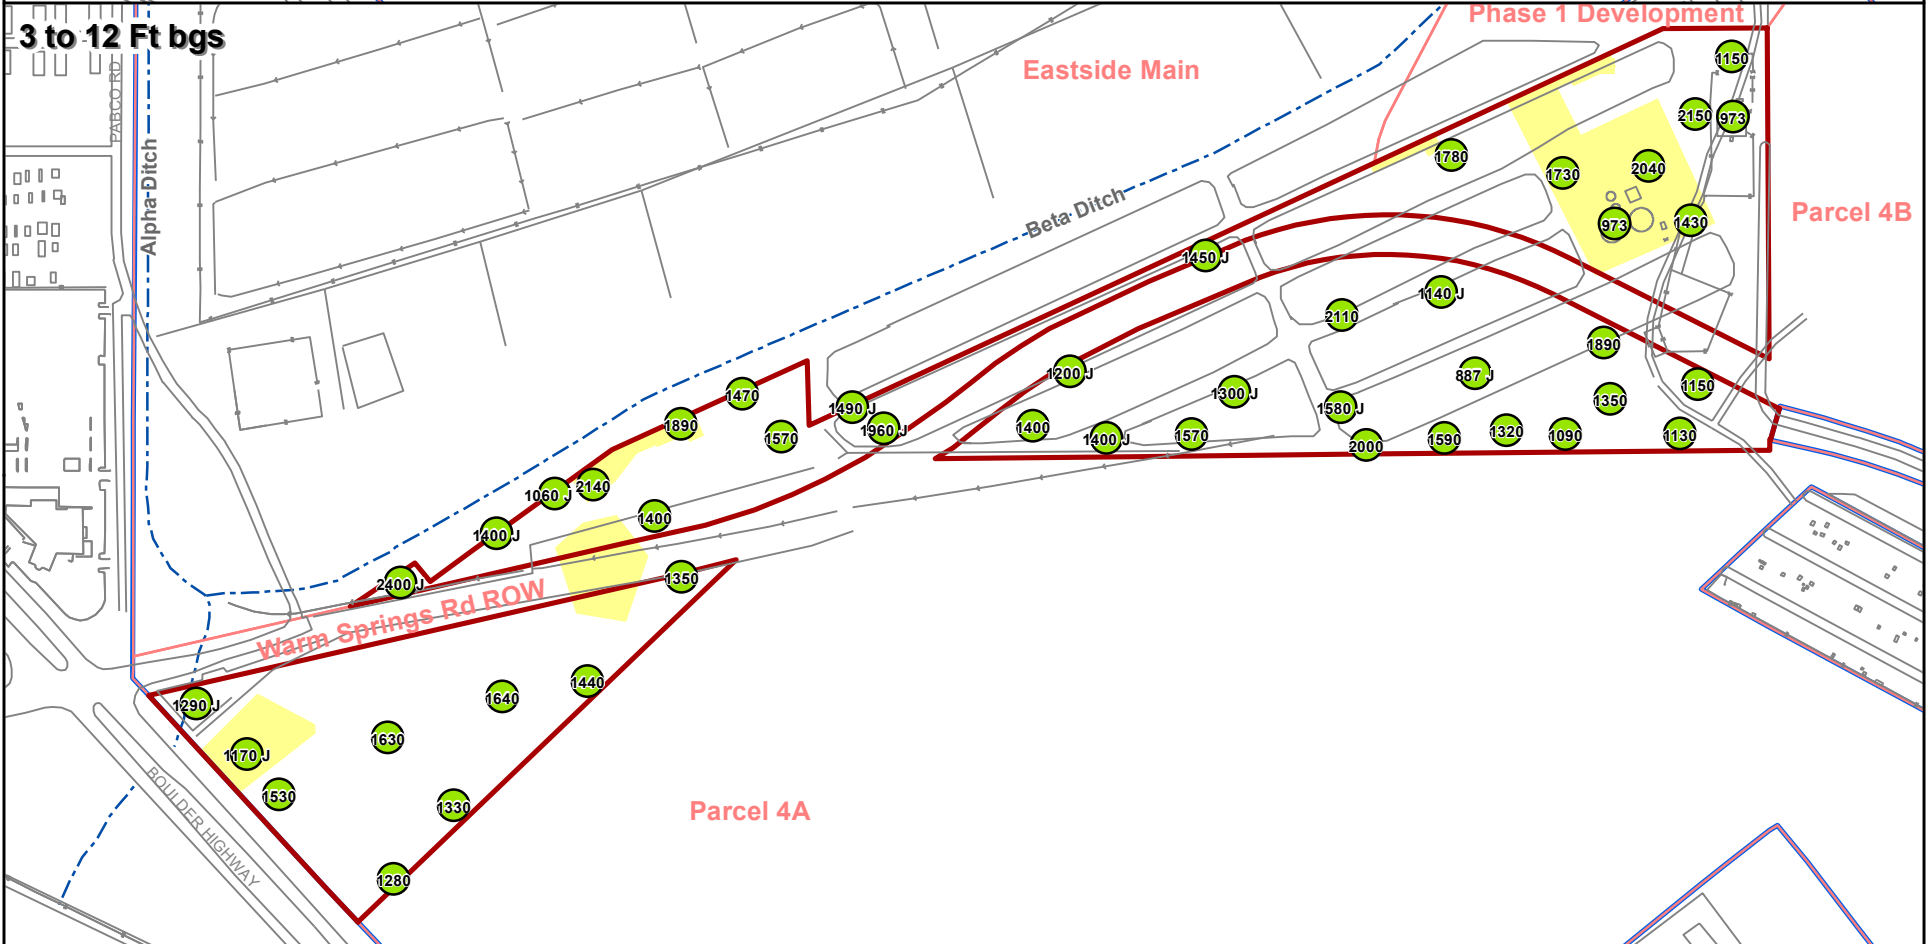 Phase 1 Development
3 to 12 Ft bgs
1150
Eastside Main
PABCO RD
2150
973
1780
2040
1730
Alpha Ditch
Beta Ditch
Parcel 4B
1430
973
1450 J
1140 J
2110
1890
1200 J
887 J
1150
1470
1300 J
1350
1490 J
1580 J
1890
1400
1960 J
1320
1570
1400 J
1570
2000
1590
1090
1130
2140
1060 J
1400
1400 J
2400 J
1350
Warm Springs Rd ROW
1440
1640
1290 J
1630
1170 J
1530
1330
Parcel 4A
BOULDER HIGHWAY
1280